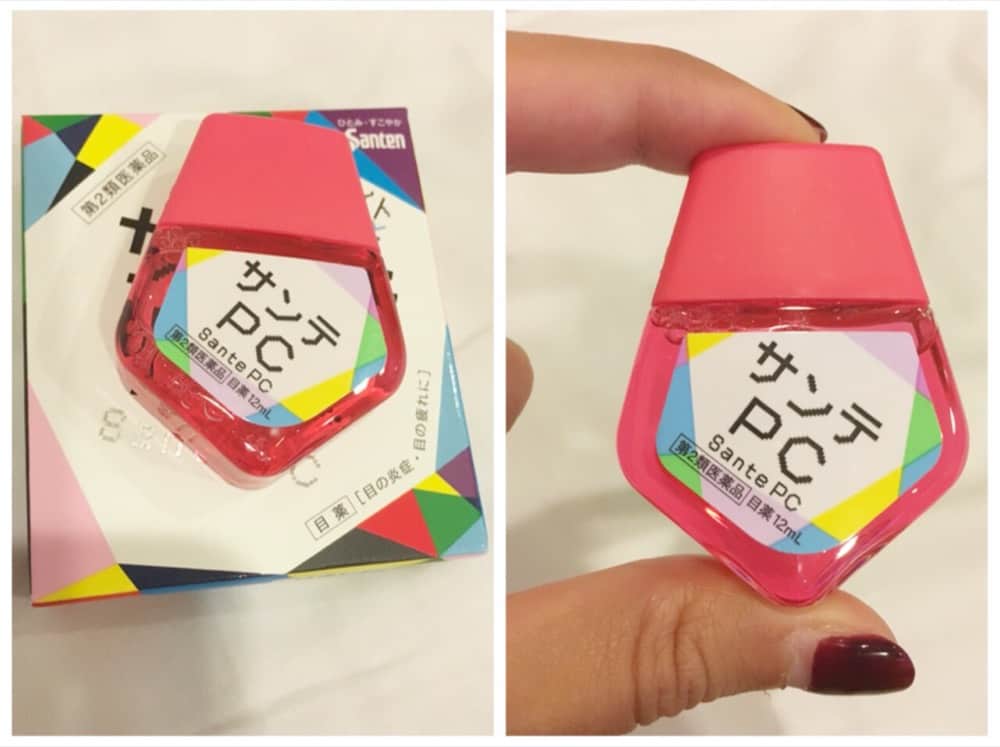 ひとみ・すこやか
Santen
第2類医薬品
サンテ
PC
Sante PC
第2類医薬品 目薬12mL
目薬 [目の炎症・目の疲れに]
サンテ
PC
Sante PC
第2類医薬品 目薬12mL